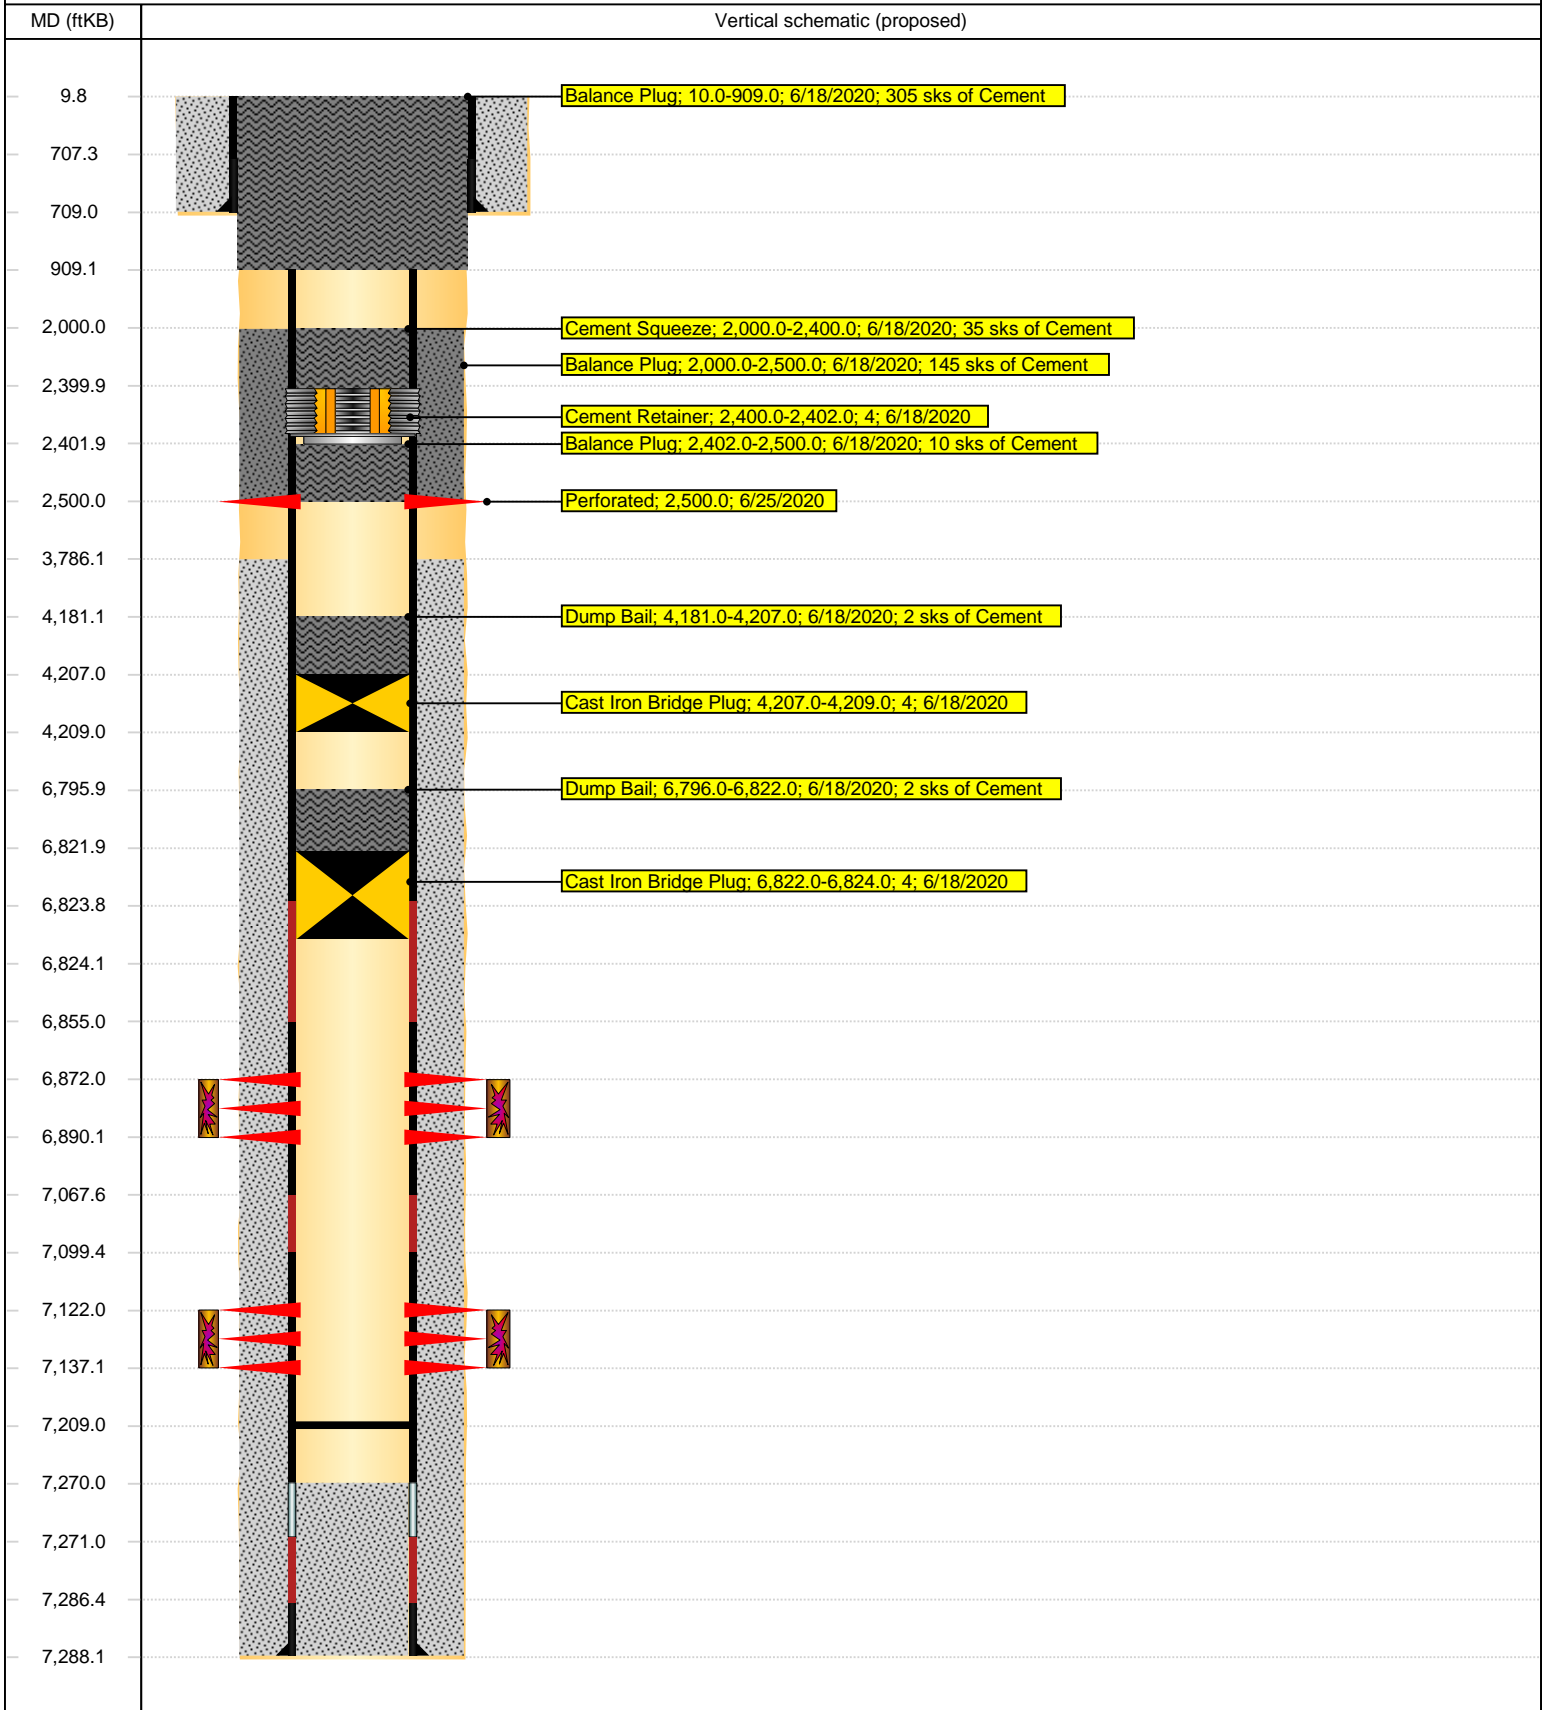 MD (ftKB) Vertical schematic (proposed)
9.8 Balance Plug; 10.0-909.0; 6/18/2020; 305 sks of Cement
707.3
709.0
909.1
2,000.0 Cement Squeeze; 2,000.0-2,400.0; 6/18/2020; 35 sks of Cement
Balance Plug; 2,000.0-2,500.0; 6/18/2020; 145 sks of Cement
2,399.9
Cement Retainer; 2,400.0-2,402.0; 4; 6/18/2020
2,401.9 Balance Plug; 2,402.0-2,500.0; 6/18/2020; 10 sks of Cement
2,500.0 Perforated; 2,500.0; 6/25/2020
3,786.1
4,181.1 Dump Bail; 4,181.0-4,207.0; 6/18/2020; 2 sks of Cement
4,207.0
Cast Iron Bridge Plug; 4,207.0-4,209.0; 4; 6/18/2020
4,209.0
6,795.9 Dump Bail; 6,796.0-6,822.0; 6/18/2020; 2 sks of Cement
6,821.9
Cast Iron Bridge Plug; 6,822.0-6,824.0; 4; 6/18/2020
6,823.8
6,824.1
6,855.0
6,872.0
6,890.1
7,067.6
7,099.4
7,122.0
7,137.1
7,209.0
7,270.0
7,271.0
7,286.4
7,288.1